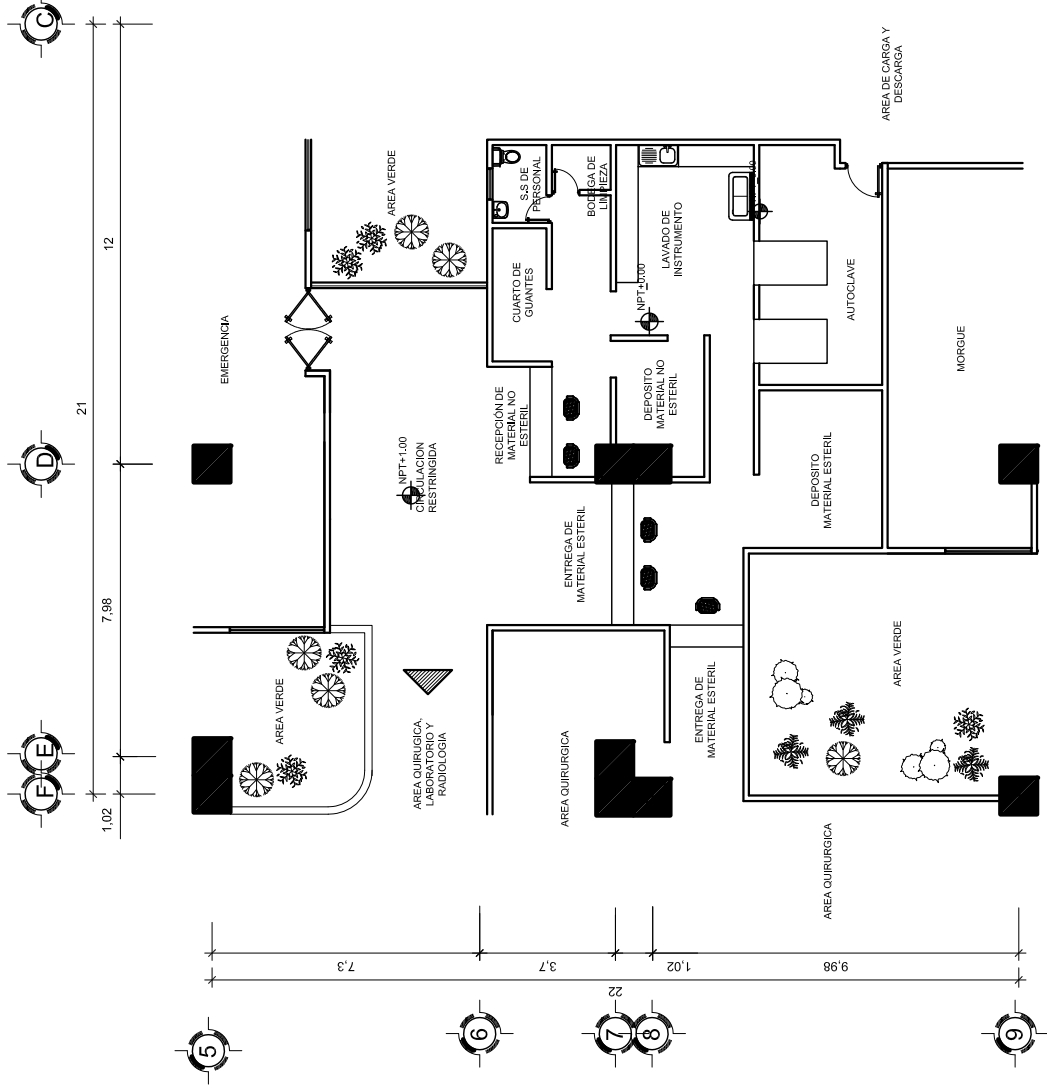 C
12
21
D
7,98
E
F
1,02
AREA DE CARGA Y
DESCARGA
AREA VERDE
S.S DE
PERSONAL
BODEGA DE
LIMPIEZA
EMERGENCIA
CUARTO DE
GUANTES
LAVADO DE
INSTRUMENTO
NPT+0.00
AUTOCLAVE
MORGUE
RECEPCIÓN DE
MATERIAL NO
ESTERIL
DEPOSITO
MATERIAL NO
ESTERIL
NPT+1.00
CIRCULACION
RESTRINGIDA
DEPOSITO
MATERIAL ESTERIL
ENTREGA DE
MATERIAL ESTERIL
AREA VERDE
AREA QUIRUGICA,
LABORATORIO Y
RADIOLOGIA
ENTREGA DE
MATERIAL ESTERIL
AREA VERDE
AREA QUIRURGICA
AREA QUIRURGICA
7,3
3,7
1,02
9,98
22
5
6
7
8
9